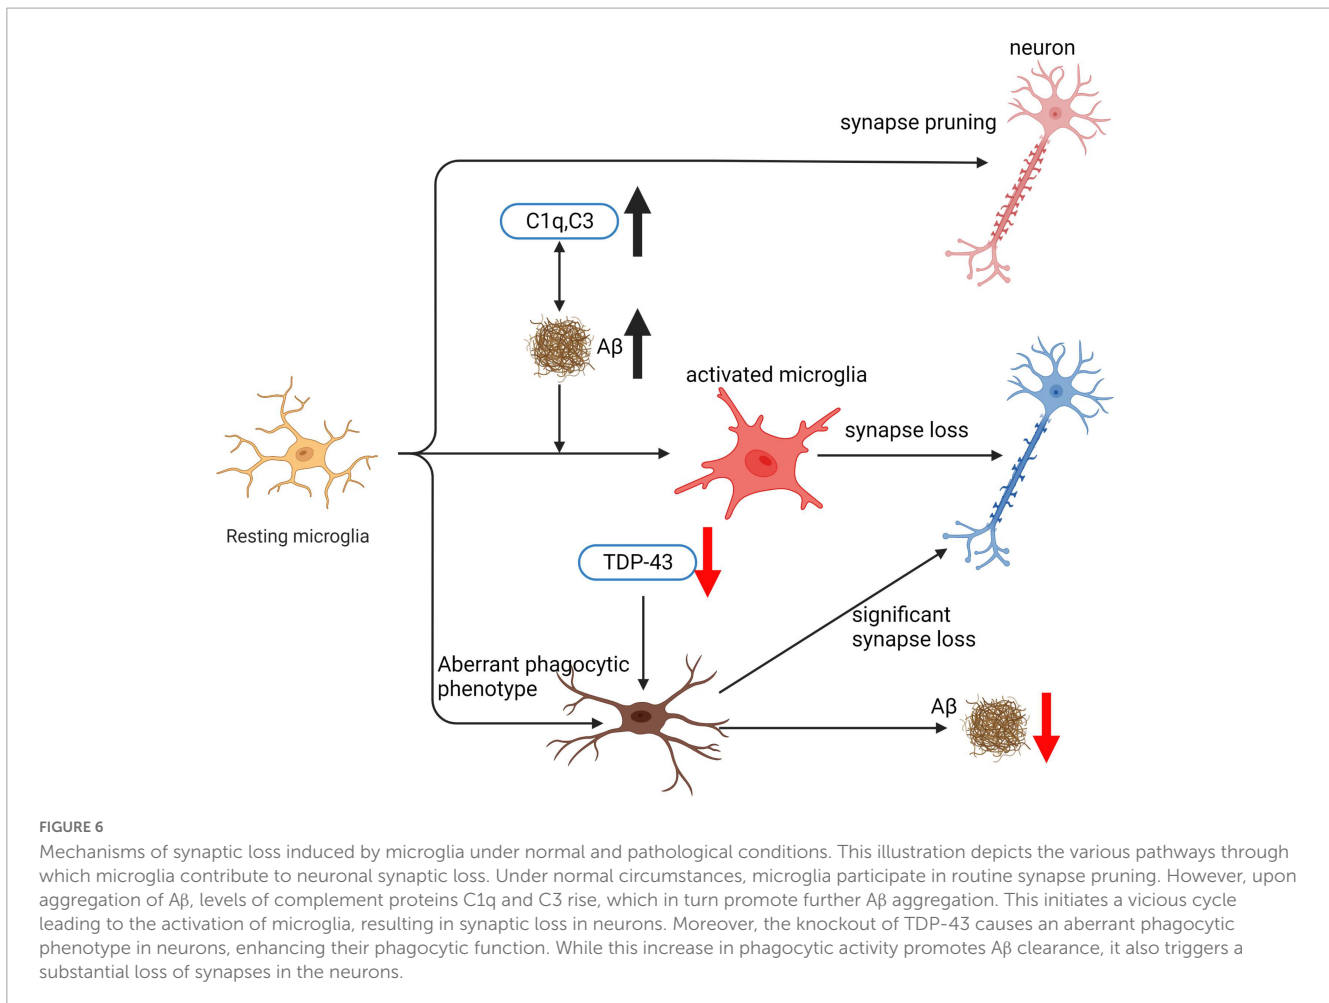 neuron
synapse pruning
C1q,C3
Aβ
activated microglia
synapse loss
Resting microglia
TDP-43
significant
synapse loss
Aberrant phagocytic
phenotype
Aβ
FIGURE 6
Mechanisms of synaptic loss induced by microglia under normal and pathological conditions. This illustration depicts the various pathways through
which microglia contribute to neuronal synaptic loss. Under normal circumstances, microglia participate in routine synapse pruning. However, upon
aggregation of Aβ, levels of complement proteins C1q and C3 rise, which in turn promote further Aβ aggregation. This initiates a vicious cycle
leading to the activation of microglia, resulting in synaptic loss in neurons. Moreover, the knockout of TDP-43 causes an aberrant phagocytic
phenotype in neurons, enhancing their phagocytic function. While this increase in phagocytic activity promotes Aβ clearance, it also triggers a
substantial loss of synapses in the neurons.